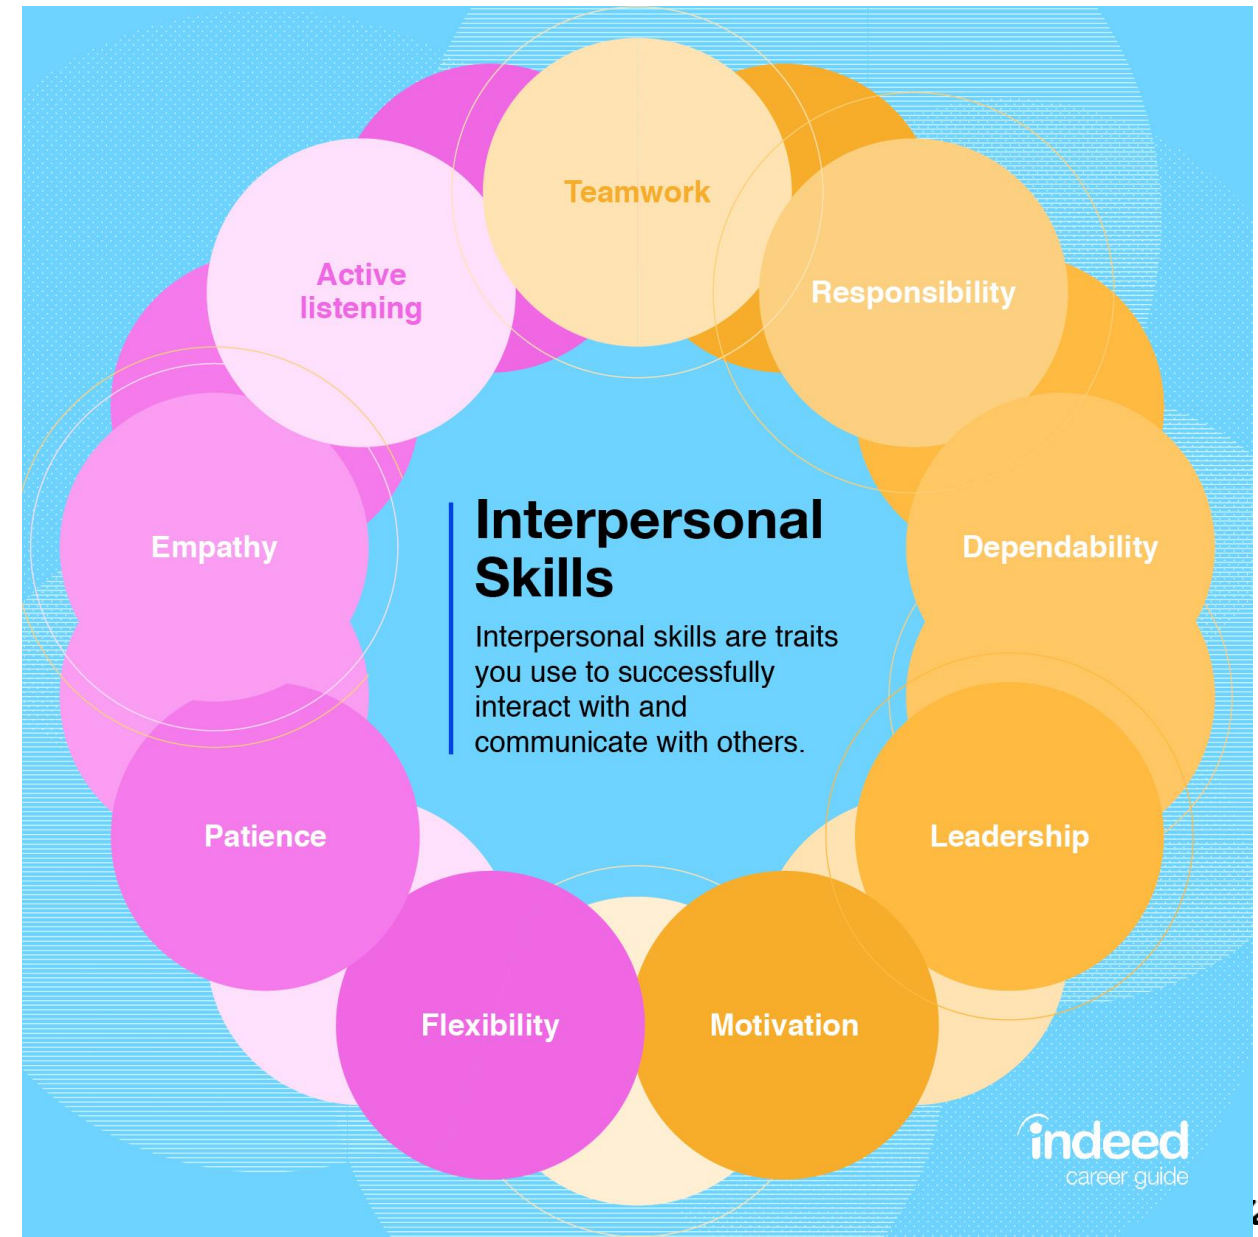 Teamwork
Responsibility
Dependability
Leadership
Motivation
Flexibility
Patience
Empathy
Active
listening
Interpersonal
Skills
Interpersonal skills are traits
you use to successfully
interact with and
communicate with others.
indeed
career guide